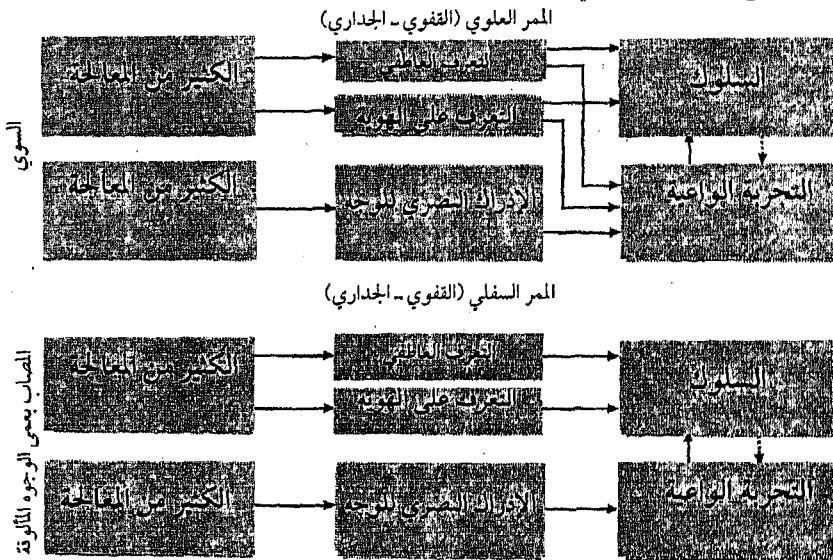 الممر العلوي (القفوي - الجداري)
السوي
الكثير من المعالجة
التعرف العاطفي
التعرف على الهوية
السلوك
الكثير من المعالجة
الإدراك البصري للوجه
التجربة الواعية
الممر السفلي (القفوي - الجداري)
المصاب بعمى الوجوه المألوفة
الكثير من المعالجة
التعرف العاطفي
التعرف على الهوية
السلوك
الكثير من المعالجة
الإدراك البصري للوجه
التجربة الواعية